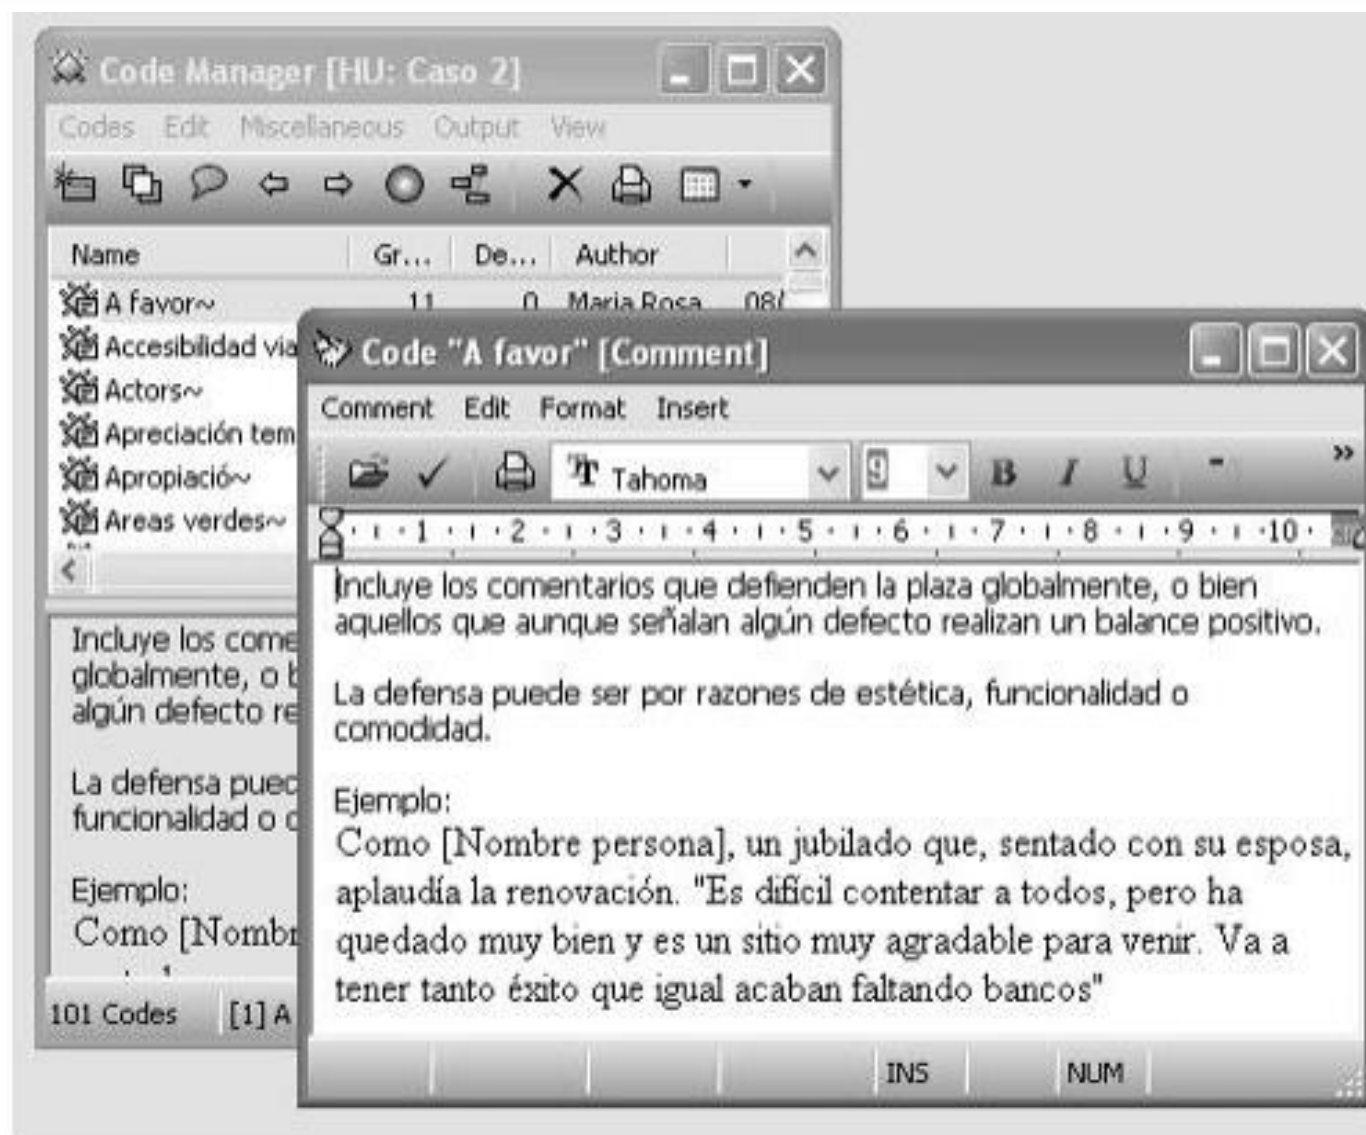 Code Manager [HU: Caso 2]
Codes Edit Miscellaneous Output View
Name Gr... De... Author
A favor~ 11 0 Maria Rosa 08/
Accesibilidad via
Actors~
Apreciación tem
Apropiació~
Areas verdes~
Incluye los come
globalmente, o b
algún defecto re
La defensa pued
funcionalidad o c
Ejemplo:
Como [Nombr
101 Codes [1] A
Code "A favor" [Comment]
Comment Edit Format Insert
Tahoma 9 B I U
1 2 3 4 5 6 7 8 9 10
Incluye los comentarios que defienden la plaza globalmente, o bien
aquellos que aunque señalan algún defecto realizan un balance positivo.
La defensa puede ser por razones de estética, funcionalidad o
comodidad.
Ejemplo:
Como [Nombre persona], un jubilado que, sentado con su esposa,
aplaudía la renovación. "Es difícil contentar a todos, pero ha
quedado muy bien y es un sitio muy agradable para venir. Va a
tener tanto éxito que igual acaban faltando bancos"
INS NUM